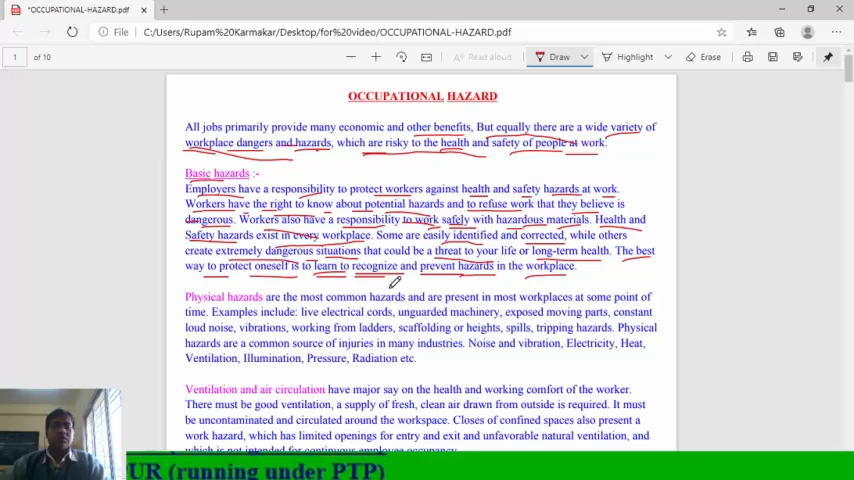 *OCCUPATIONAL-HAZARD.pdf
File
C:/Users/Rupam%20Karmakar/Desktop/for%20video/OCCUPATIONAL-HAZARD.pdf
1 of 10
Read aloud
Draw
Highlight
Erase
OCCUPATIONAL HAZARD
All jobs primarily provide many economic and other benefits, But equally there are a wide variety of
workplace dangers and hazards, which are risky to the health and safety of people at work.
Basic hazards :-
Employers have a responsibility to protect workers against health and safety hazards at work.
Workers have the right to know about potential hazards and to refuse work that they believe is
dangerous. Workers also have a responsibility to work safely with hazardous materials. Health and
Safety hazards exist in every workplace. Some are easily identified and corrected, while others
create extremely dangerous situations that could be a threat to your life or long-term health. The best
way to protect oneself is to learn to recognize and prevent hazards in the workplace.
Physical hazards are the most common hazards and are present in most workplaces at some point of
time. Examples include: live electrical cords, unguarded machinery, exposed moving parts, constant
loud noise, vibrations, working from ladders, scaffolding or heights, spills, tripping hazards. Physical
hazards are a common source of injuries in many industries. Noise and vibration, Electricity, Heat,
Ventilation, Illumination, Pressure, Radiation etc.
Ventilation and air circulation have major say on the health and working comfort of the worker.
There must be good ventilation, a supply of fresh, clean air drawn from outside is required. It must
be uncontaminated and circulated around the workspace. Closes of confined spaces also present a
work hazard, which has limited openings for entry and exit and unfavorable natural ventilation, and
which is not intended for continuous employee occupancy.
PUR (running under PTP)